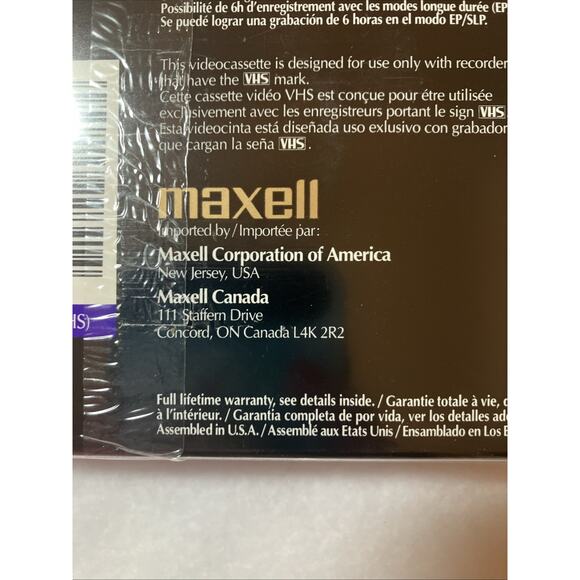 Possibilité de 6h d'enregistrement avec les modes longue durée (EP
Se puedé lograr una grabación de 6 horas en el modo EP/SLP.
This videocassette is designed for use only with recorder
that have the VHS mark.
Cette cassette vidéo VHS est conçue pour étre utilisée
exclusivement avec les enregistreurs portant le sign VHS
Esta videocinta está diseñada uso exlusivo con grabador
que cargan la seña VHS.
maxell
Imported by/Importée par:
Maxell Corporation of America
New Jersey, USA
Maxell Canada
111 Staffern Drive
Concord, ON Canada L4K 2R2
HS)
Full lifetime warranty, see details inside./Garantie totale à vie,
à l'intérieur./Garantia completa de por vida, ver los detalles ade
Assembled in U.S.A./Assemblé aux Etats Unis/Ensamblado en Los E